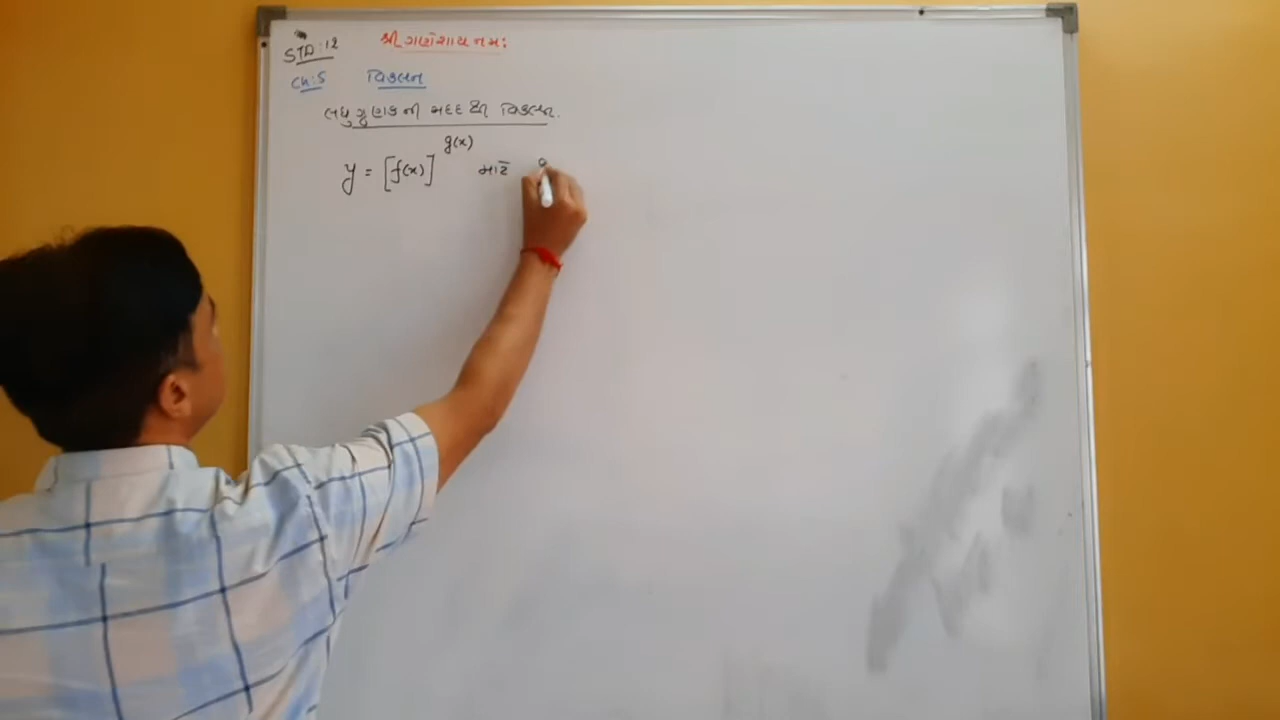 STD:12
શ્રી ગણેશાય નમઃ
Ch:5 વિકલન
લઘુગુણકની મદદથી વિકલન.
y = [f(x)]^g(x) માટે